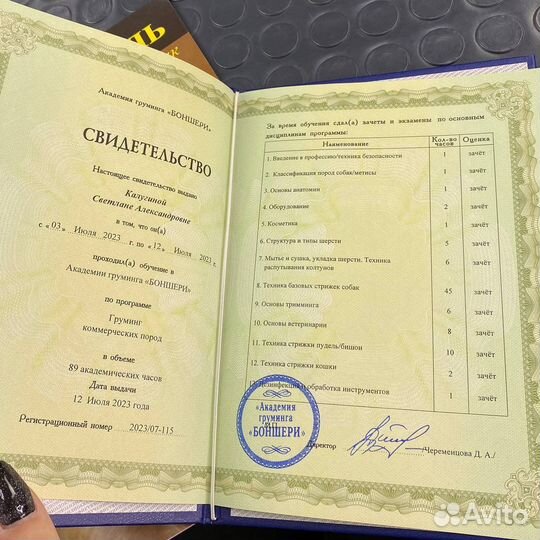 Академия груминга «БОНШЕРИ»
СВИДЕТЕЛЬСТВО
Настоящее свидетельство выдано
Калугиной
Светлане Александровне
в том, что он(а)
с «03» Июля 2023 г. по «12» Июля 2023 г.
проходил(а) обучение в
Академии груминга «БОНШЕРИ»
по программе
Груминг
коммерческих пород
в объеме
89 академических часов
Дата выдачи
12 Июля 2023 года
Регистрационный номер 2023/07-115
За время обучения сдал(а) зачеты и экзамены по основным
дисциплинам программы:
Наименование Кол-во часов Оценка
1. Введение в профессию/техника безопасности 1 зачёт
2. Классификация пород собак/метисы 1 зачёт
3. Основы анатомии 1 зачёт
4. Оборудование 2 зачёт
5. Косметика 1 зачёт
6. Структура и типы шерсти 5 зачёт
7. Мытье и сушка, укладка шерсти. Техника
распутывания колтунов 6 зачёт
8. Техника базовых стрижек собак 45 зачёт
9. Основы тримминга 6 зачёт
10. Основы ветеринарии 8 зачёт
11. Техника стрижки пудель/бишон 10 зачёт
12. Техника стрижки кошки 2 зачёт
13. Дезинфекция и обработка инструментов 1 зачёт
«Академия
груминга
«БОНШЕРИ»
Директор /Череменцова Д. А./
Avito